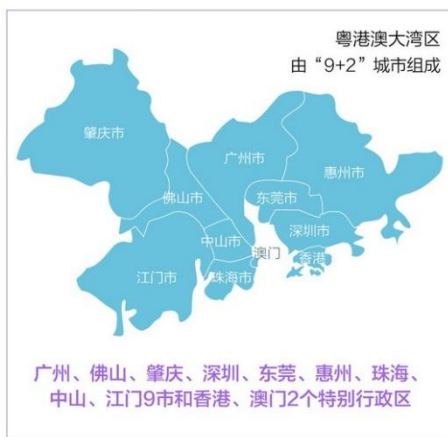 粤港澳大湾区
由“9+2”城市组成
肇庆市
广州市
惠州市
佛山市
东莞市
深圳市
中山市
澳门
香港
江门市
珠海市
广州、佛山、肇庆、深圳、东莞、惠州、珠海、
中山、江门9市和香港、澳门2个特别行政区